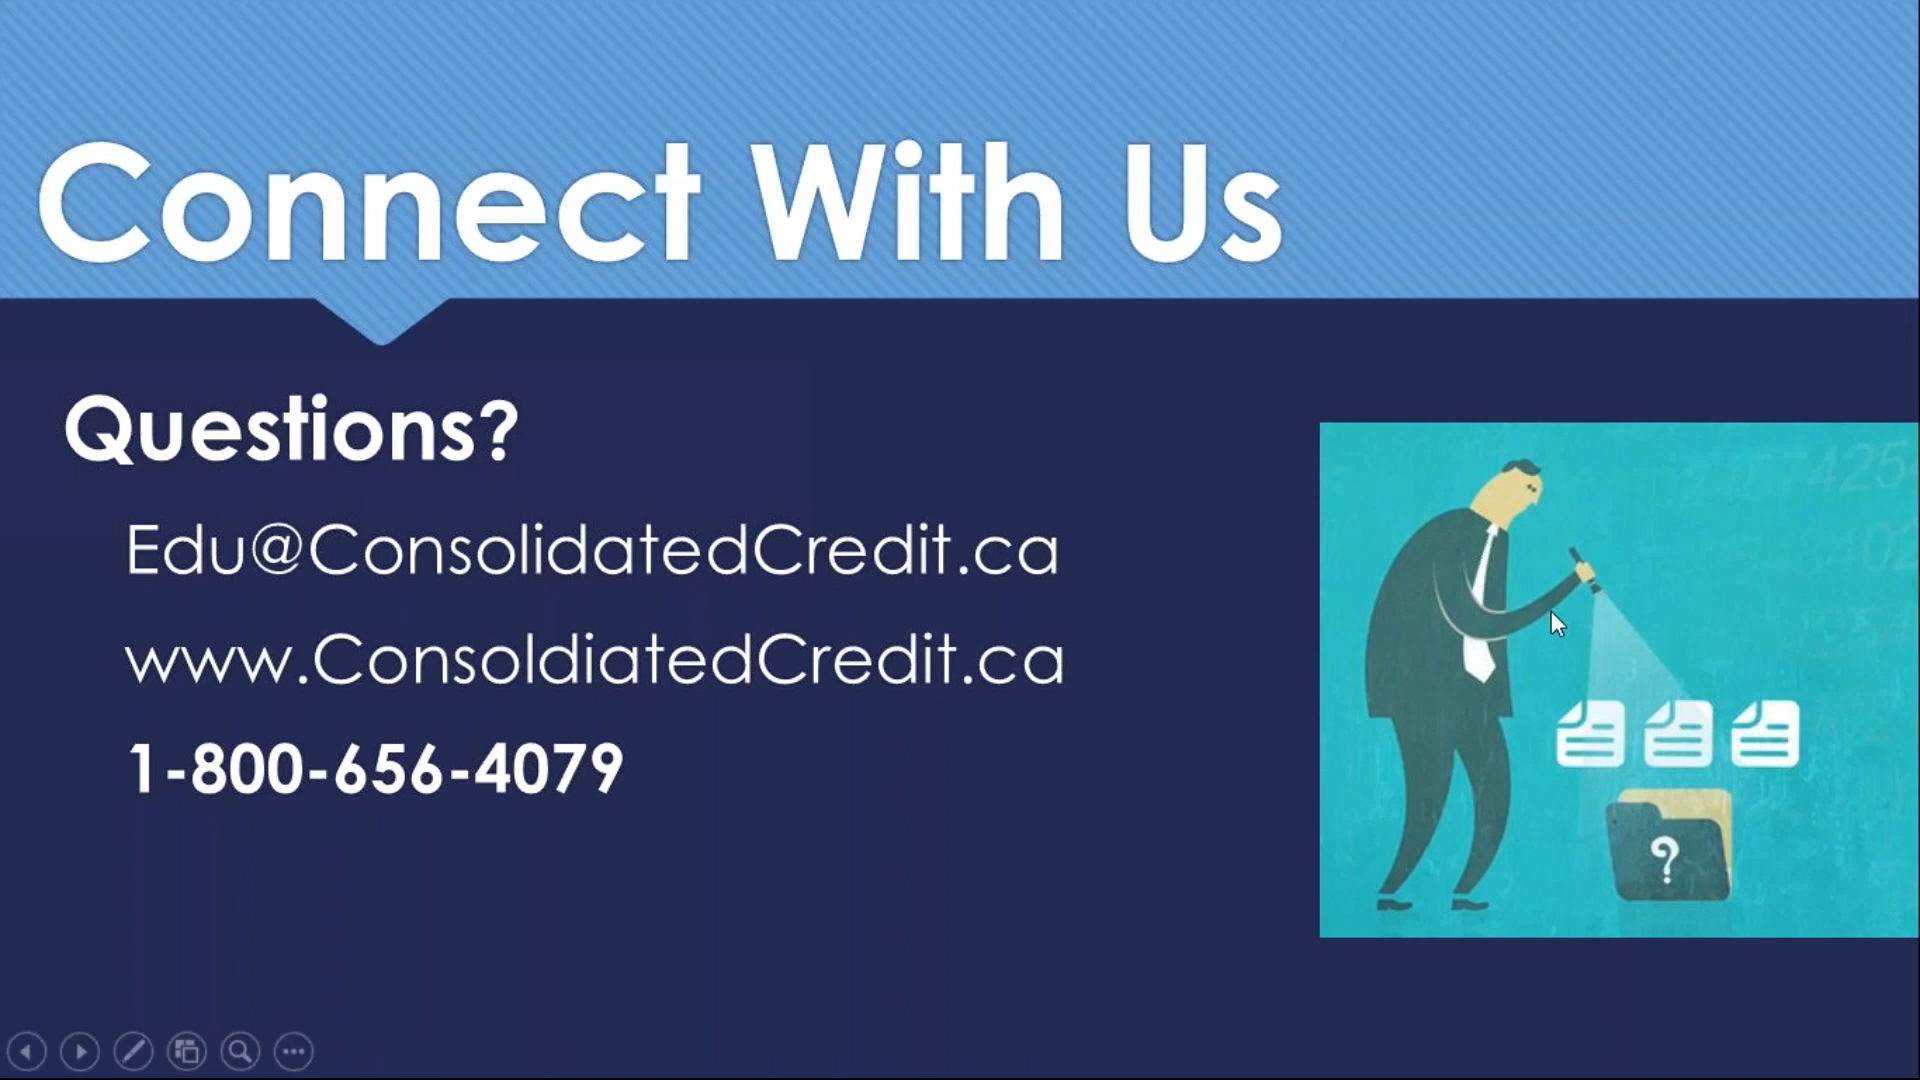 Connect With Us
Questions?
Edu@ConsolidatedCredit.ca
www.ConsoldiatedCredit.ca
1-800-656-4079
?